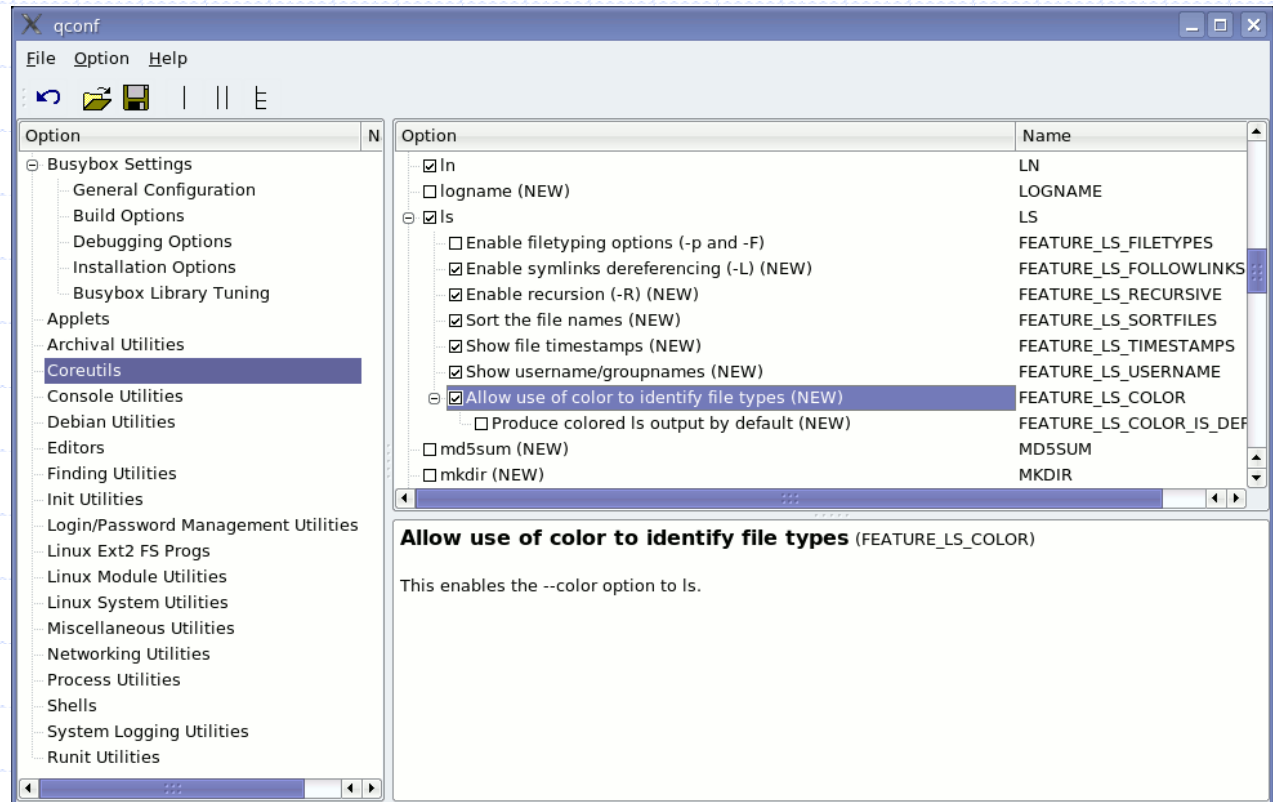 qconf
File Option Help
Option N
Busybox Settings
General Configuration
Build Options
Debugging Options
Installation Options
Busybox Library Tuning
Applets
Archival Utilities
Coreutils
Console Utilities
Debian Utilities
Editors
Finding Utilities
Init Utilities
Login/Password Management Utilities
Linux Ext2 FS Progs
Linux Module Utilities
Linux System Utilities
Miscellaneous Utilities
Networking Utilities
Process Utilities
Shells
System Logging Utilities
Runit Utilities
Option Name
ln LN
logname (NEW) LOGNAME
ls LS
Enable filetyping options (-p and -F) FEATURE_LS_FILETYPES
Enable symlinks dereferencing (-L) (NEW) FEATURE_LS_FOLLOWLINKS
Enable recursion (-R) (NEW) FEATURE_LS_RECURSIVE
Sort the file names (NEW) FEATURE_LS_SORTFILES
Show file timestamps (NEW) FEATURE_LS_TIMESTAMPS
Show username/groupnames (NEW) FEATURE_LS_USERNAME
Allow use of color to identify file types (NEW) FEATURE_LS_COLOR
Produce colored ls output by default (NEW) FEATURE_LS_COLOR_IS_DEF
md5sum (NEW) MD5SUM
mkdir (NEW) MKDIR
Allow use of color to identify file types (FEATURE_LS_COLOR)
This enables the --color option to ls.